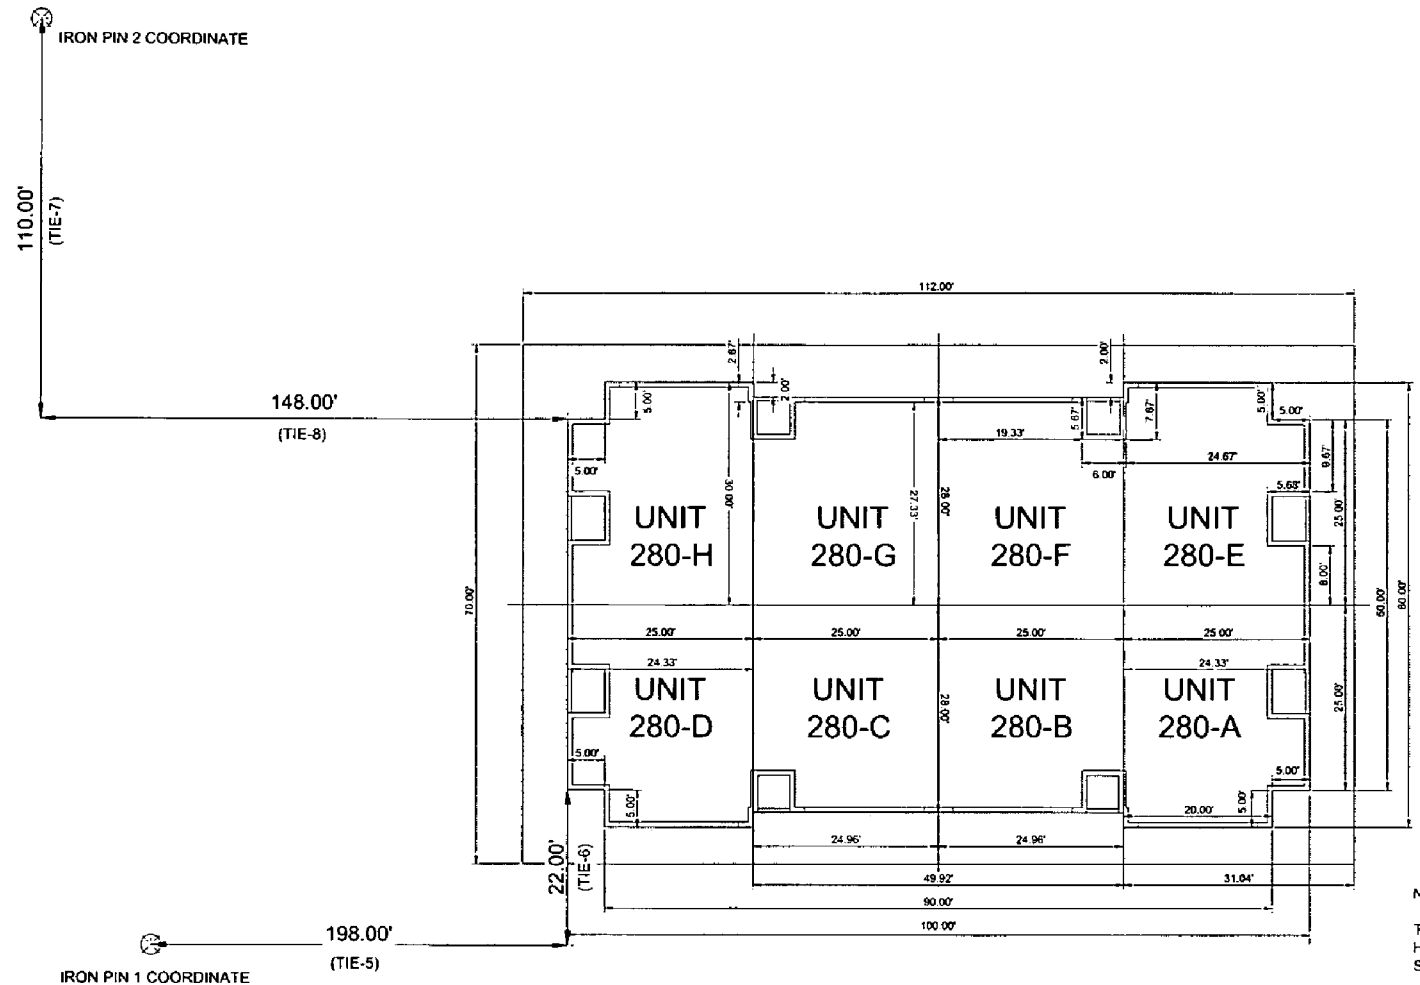 IRON PIN 2 COORDINATE
110.00'
(TIE-7)
112.00'
2.67'
2.00'
2.00'
148.00'
(TIE-8)
5.00'
5.00'
5.67'
7.67'
5.00'
5.00'
19.33'
24.67'
9.67'
5.00'
6.00'
5.68'
30.00'
27.33'
28.00'
25.00'
UNIT
280-H
UNIT
280-G
UNIT
280-F
UNIT
280-E
8.00'
70.00'
60.00'
25.00'
25.00'
25.00'
25.00'
24.33'
24.33'
UNIT
280-D
UNIT
280-C
UNIT
280-B
UNIT
280-A
28.00'
25.00'
5.00'
5.00'
5.00'
20.00'
5.00'
24.96'
24.96'
22.00'
(TIE-6)
49.92'
31.04'
90.00'
100.00'
198.00'
(TIE-5)
IRON PIN 1 COORDINATE